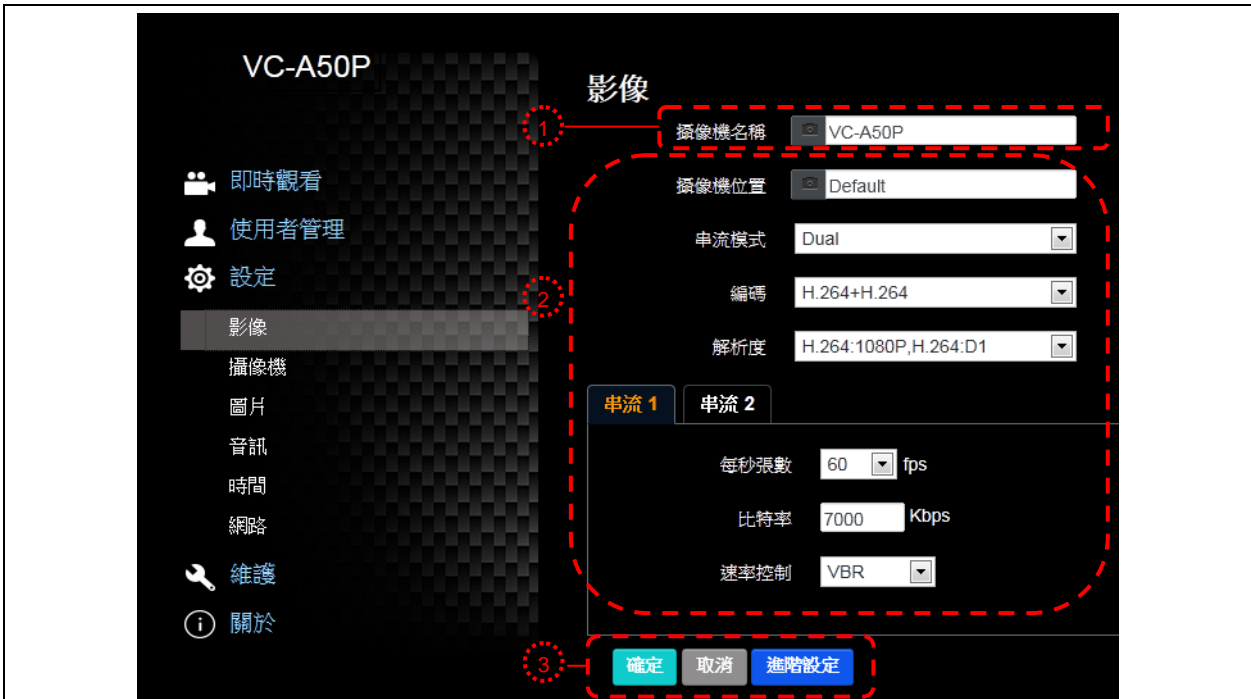 VC-A50P
即時觀看
使用者管理
設定
影像
攝像機
圖片
音訊
時間
網路
維護
關於
影像
1
攝像機名稱 VC-A50P
2
攝像機位置 Default
串流模式 Dual
編碼 H.264+H.264
解析度 H.264:1080P,H.264:D1
串流 1 串流 2
每秒張數 60 fps
比特率 7000 Kbps
速率控制 VBR
3
確定 取消 進階設定